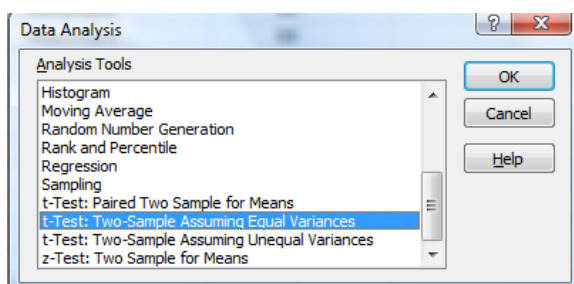 Data Analysis
Analysis Tools
Histogram
Moving Average
Random Number Generation
Rank and Percentile
Regression
Sampling
t-Test: Paired Two Sample for Means
t-Test: Two-Sample Assuming Equal Variances
t-Test: Two-Sample Assuming Unequal Variances
z-Test: Two Sample for Means
OK
Cancel
Help